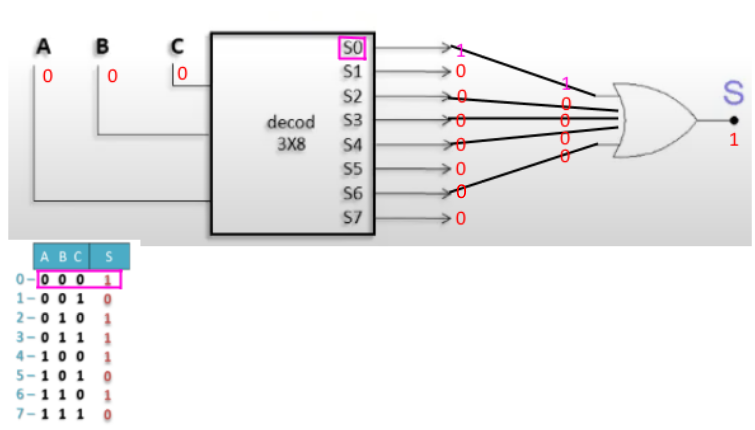 A B C
0 0 0
decod
3X8
S0 1
S1 0
S2 0
S3 0
S4 0
S5 0
S6 0
S7 0
1
0
0
0
0
S
1
A B C S
0- 0 0 0 1
1- 0 0 1 0
2- 0 1 0 1
3- 0 1 1 1
4- 1 0 0 1
5- 1 0 1 0
6- 1 1 0 1
7- 1 1 1 0